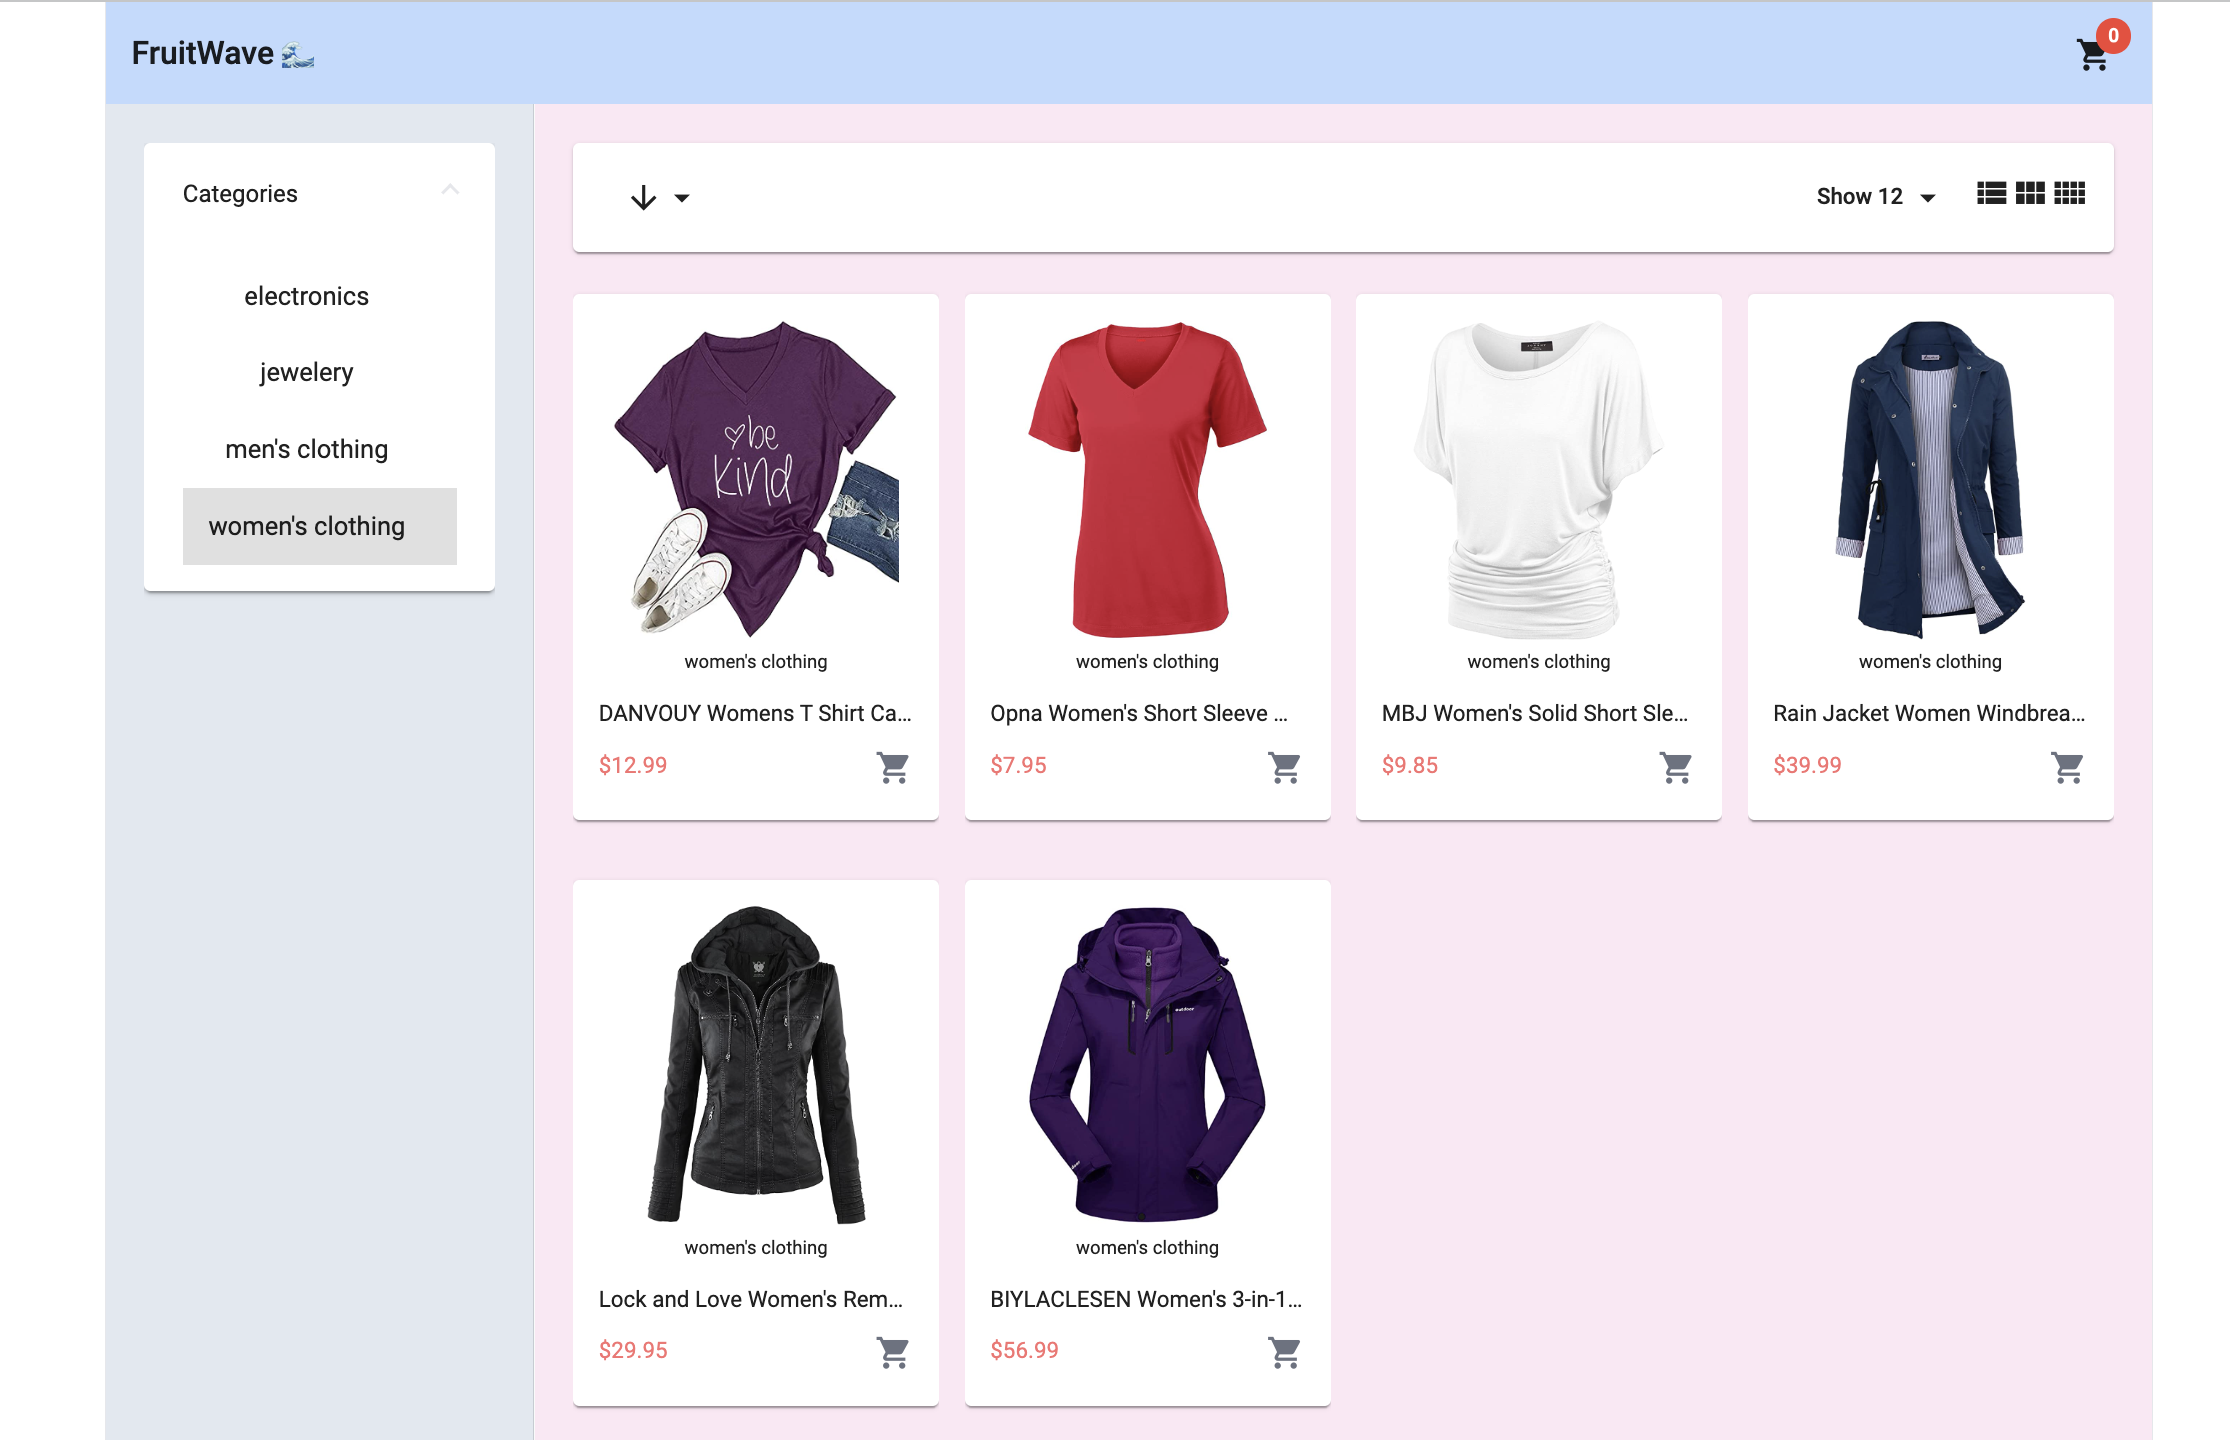 FruitWave 🌊
0
Categories
electronics
jewelery
men's clothing
women's clothing
Show 12
be
kind
women's clothing
DANVOUY Womens T Shirt Ca...
$12.99
women's clothing
Opna Women's Short Sleeve ...
$7.95
women's clothing
MBJ Women's Solid Short Sle...
$9.85
women's clothing
Rain Jacket Women Windbrea...
$39.99
women's clothing
Lock and Love Women's Rem...
$29.95
outdoor
women's clothing
BIYLACLESEN Women's 3-in-1...
$56.99